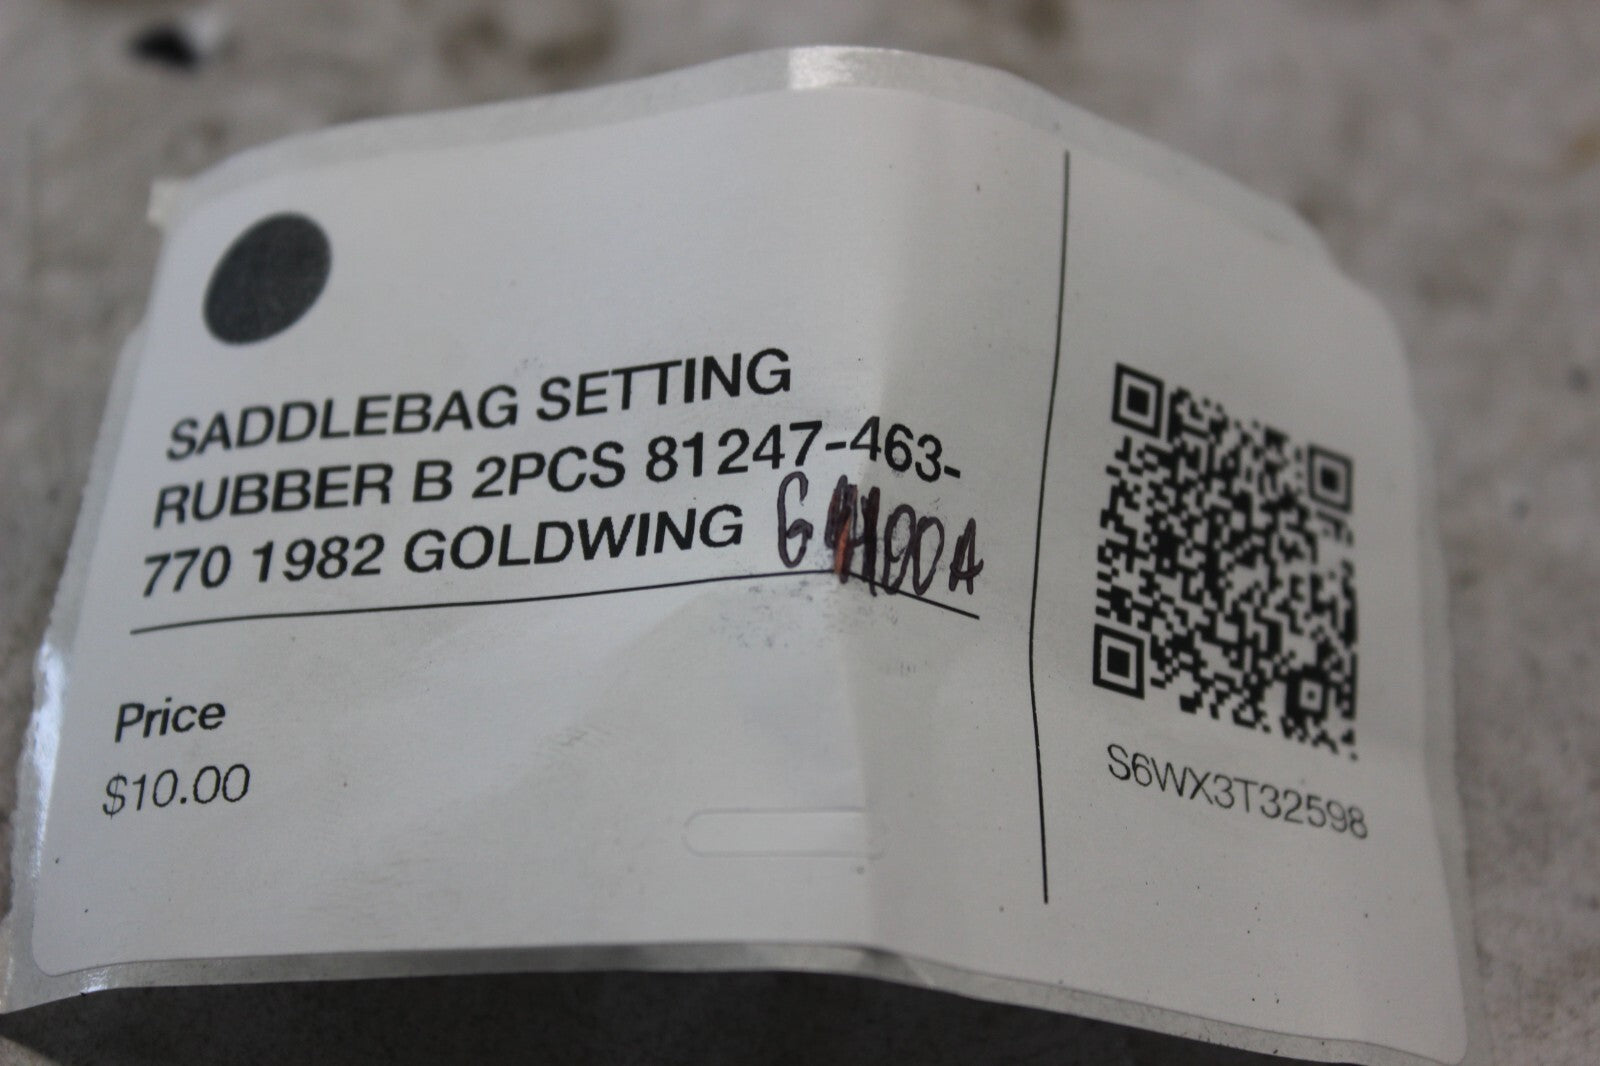 SADDLEBAG SETTING
RUBBER B 2PCS 81247-463-
770 1982 GOLDWING
Price
$10.00
S6WX3T32598